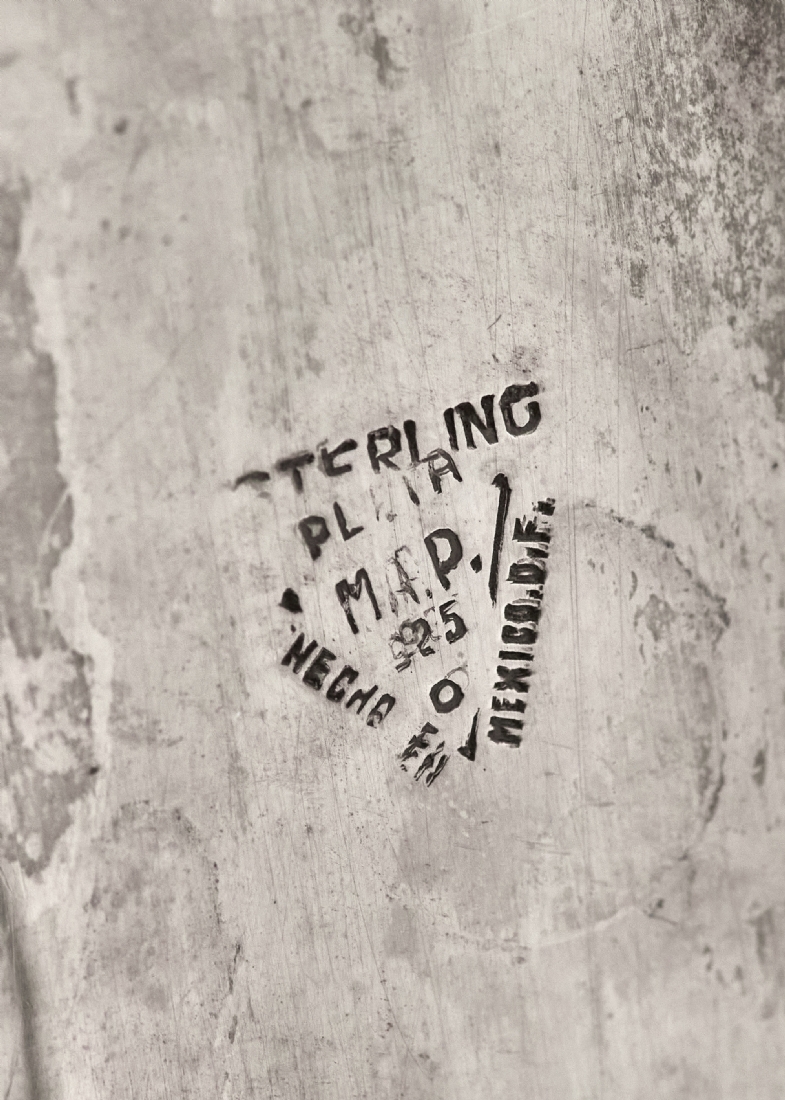 STERLING
PLATA
M.A.P.
925
O
HECHO EN MEXICO.D.F.